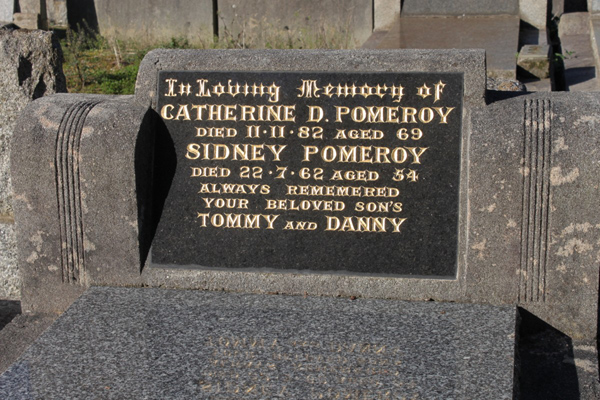 In Loving Memory of
CATHERINE D. POMEROY
DIED 11·11·82 AGED 69
SIDNEY POMEROY
DIED 22·7·62 AGED 54
ALWAYS REMEMERED
YOUR BELOVED SON'S
TOMMY AND DANNY